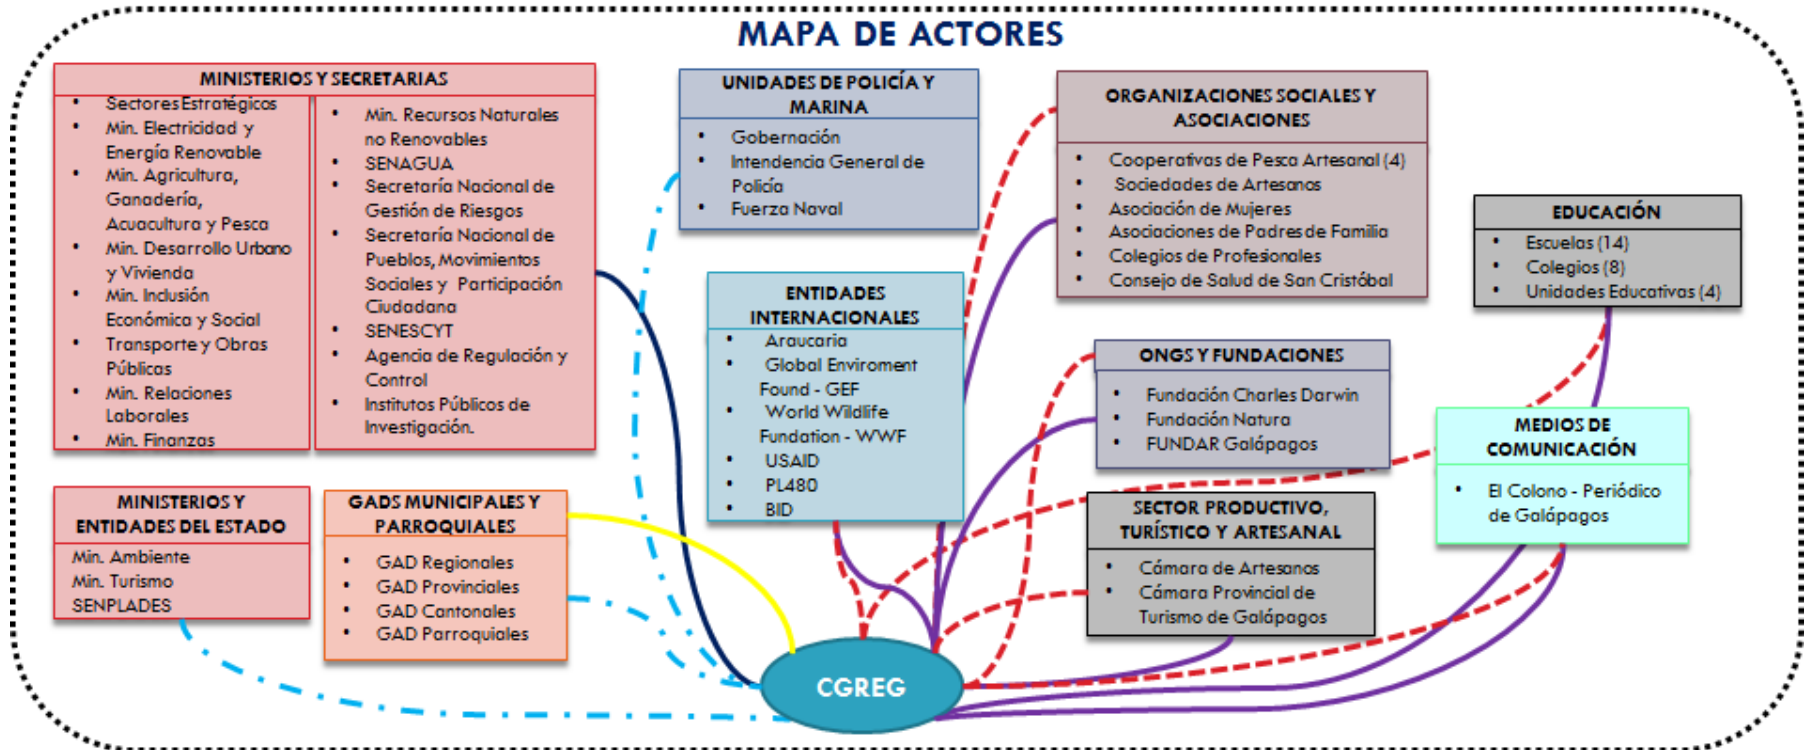 MAPA DE ACTORES
MINISTERIOS Y SECRETARIAS
• Sectores Estratégicos
• Min. Electricidad y
Energía Renovable
• Min. Agricultura,
Ganadería,
Acuacultura y Pesca
• Min. Desarrollo Urbano
y Vivienda
• Min. Inclusión
Económica y Social
• Transporte y Obras
Públicas
• Min. Relaciones
Laborales
• Min. Finanzas
• Min. Recursos Naturales
no Renovables
• SENAGUA
• Secretaría Nacional de
Gestión de Riesgos
• Secretaría Nacional de
Pueblos, Movimientos
Sociales y Participación
Ciudadana
• SENESCYT
• Agencia de Regulación y
Control
• Institutos Públicos de
Investigación.
UNIDADES DE POLICÍA Y
MARINA
• Gobernación
• Intendencia General de
Policía
• Fuerza Naval
ORGANIZACIONES SOCIALES Y
ASOCIACIONES
• Cooperativas de Pesca Artesanal (4)
• Sociedades de Artesanos
• Asociación de Mujeres
• Asociaciones de Padres de Familia
• Colegios de Profesionales
• Consejo de Salud de San Cristóbal
EDUCACIÓN
• Escuelas (14)
• Colegios (8)
• Unidades Educativas (4)
ENTIDADES
INTERNACIONALES
• Araucaria
• Global Enviroment
Found - GEF
• World Wildlife
Fundation - WWF
• USAID
• PL480
• BID
ONGS Y FUNDACIONES
• Fundación Charles Darwin
• Fundación Natura
• FUNDAR Galápagos
MEDIOS DE
COMUNICACIÓN
• El Colono - Periódico
de Galápagos
MINISTERIOS Y
ENTIDADES DEL ESTADO
Min. Ambiente
Min. Turismo
SENPLADES
GADS MUNICIPALES Y
PARROQUIALES
• GAD Regionales
• GAD Provinciales
• GAD Cantonales
• GAD Parroquiales
SECTOR PRODUCTIVO,
TURÍSTICO Y ARTESANAL
• Cámara de Artesanos
• Cámara Provincial de
Turismo de Galápagos
CGREG